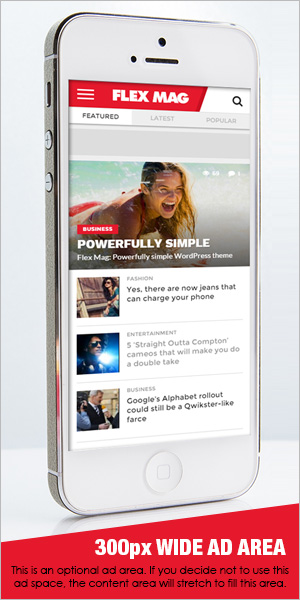 FLEX MAG
FEATURED
LATEST
POPULAR
69
BUSINESS
POWERFULLY SIMPLE
Flex Mag: Powerfully simple WordPress theme
FASHION
Yes, there are now jeans that
can charge your phone
ENTERTAINMENT
5 'Straight Outta Compton'
cameos that will make you do
a double take
BUSINESS
Google's Alphabet rollout
could still be a Qwikster-like
farce
300px WIDE AD AREA
This is an optional ad area. If you decide not to use this
ad space, the content area will stretch to fill this area.